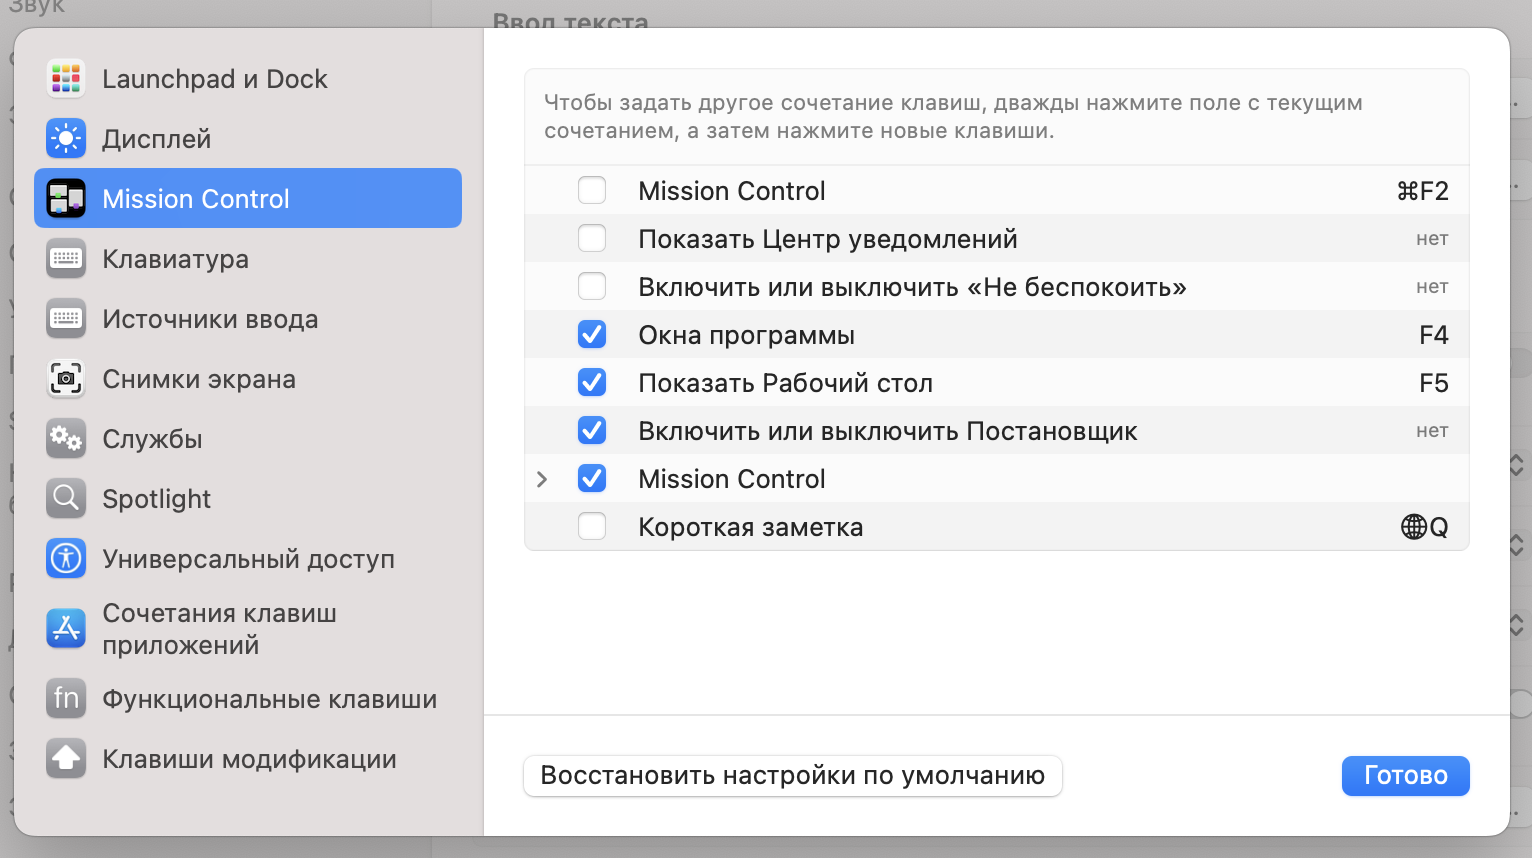 Звук
Ввод текста
Launchpad и Dock
Дисплей
Mission Control
Клавиатура
Источники ввода
Снимки экрана
Службы
Spotlight
Универсальный доступ
Сочетания клавиш
приложений
fn Функциональные клавиши
Клавиши модификации
Чтобы задать другое сочетание клавиш, дважды нажмите поле с текущим
сочетанием, а затем нажмите новые клавиши.
Mission Control ⌘F2
Показать Центр уведомлений нет
Включить или выключить «Не беспокоить» нет
Окна программы F4
Показать Рабочий стол F5
Включить или выключить Постановщик нет
Mission Control
Короткая заметка 🌐Q
Восстановить настройки по умолчанию
Готово